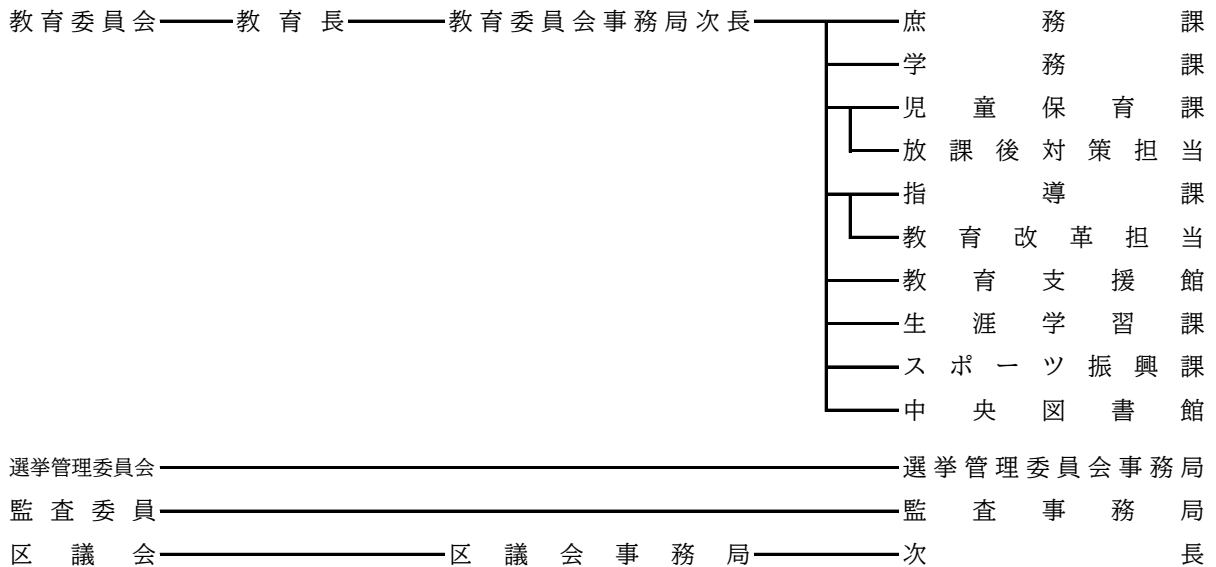 教育委員会 教育長 教育委員会事務局次長 庶務課
学務課
児童保育課
放課後対策担当
指導課
教育改革担当
教育支援館
生涯学習課
スポーツ振興課
中央図書館
選挙管理委員会 選挙管理委員会事務局
監査委員 監査事務局
区議会 区議会事務局 次長